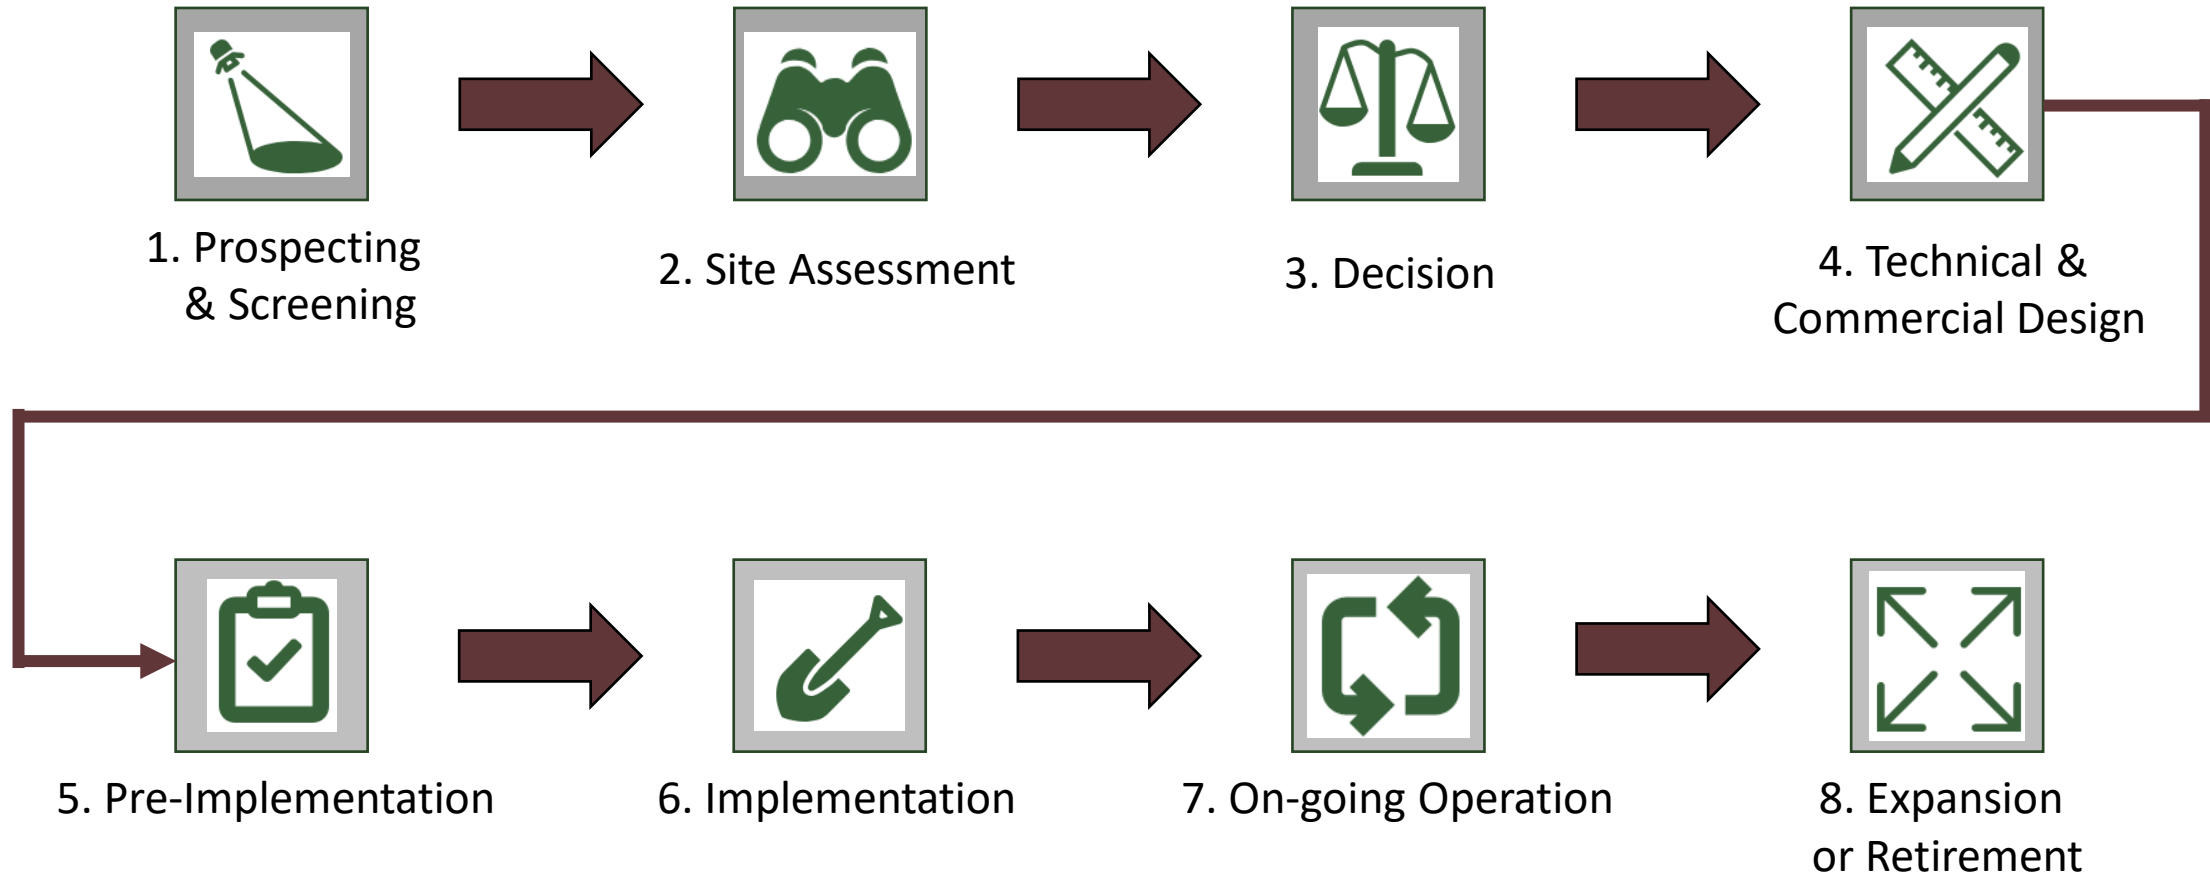 1. Prospecting
& Screening
2. Site Assessment
3. Decision
4. Technical &
Commercial Design
5. Pre-Implementation
6. Implementation
7. On-going Operation
8. Expansion
or Retirement